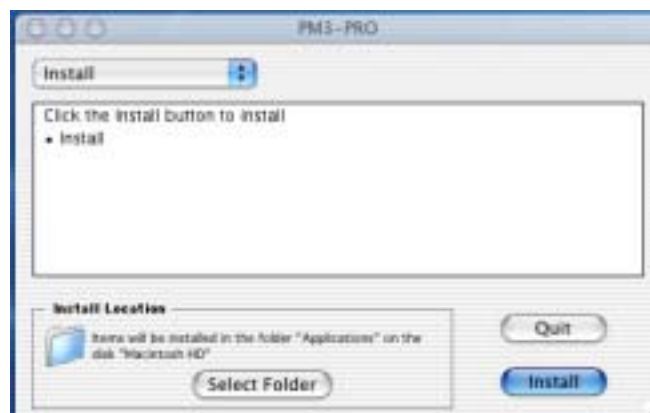 PM3-PRO
Install
Click the Install button to install
• Install
Install Location
Items will be installed in the folder "Applications" on the
disk "Macintosh HD"
Select Folder
Quit
Install